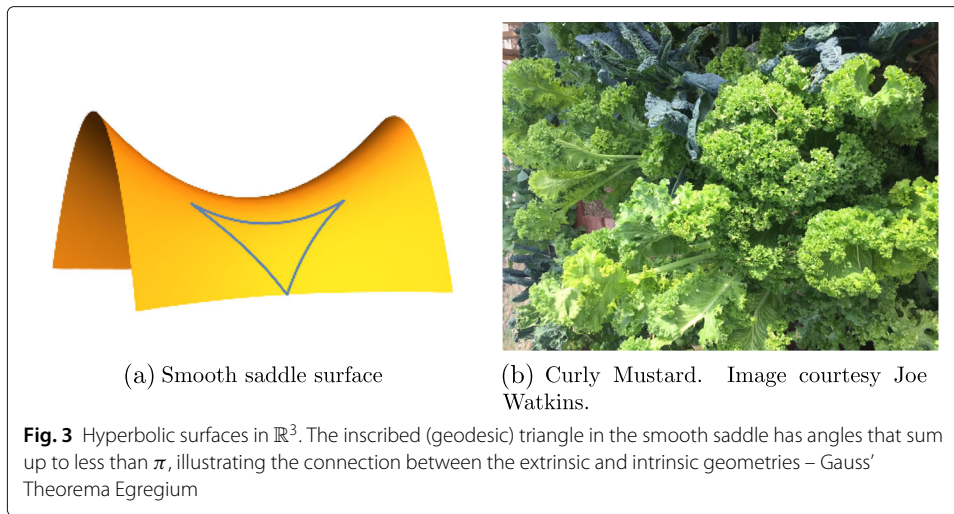 (a) Smooth saddle surface
(b) Curly Mustard. Image courtesy Joe
Watkins.
Fig. 3 Hyperbolic surfaces in ℝ³. The inscribed (geodesic) triangle in the smooth saddle has angles that sum
up to less than π, illustrating the connection between the extrinsic and intrinsic geometries – Gauss'
Theorema Egregium